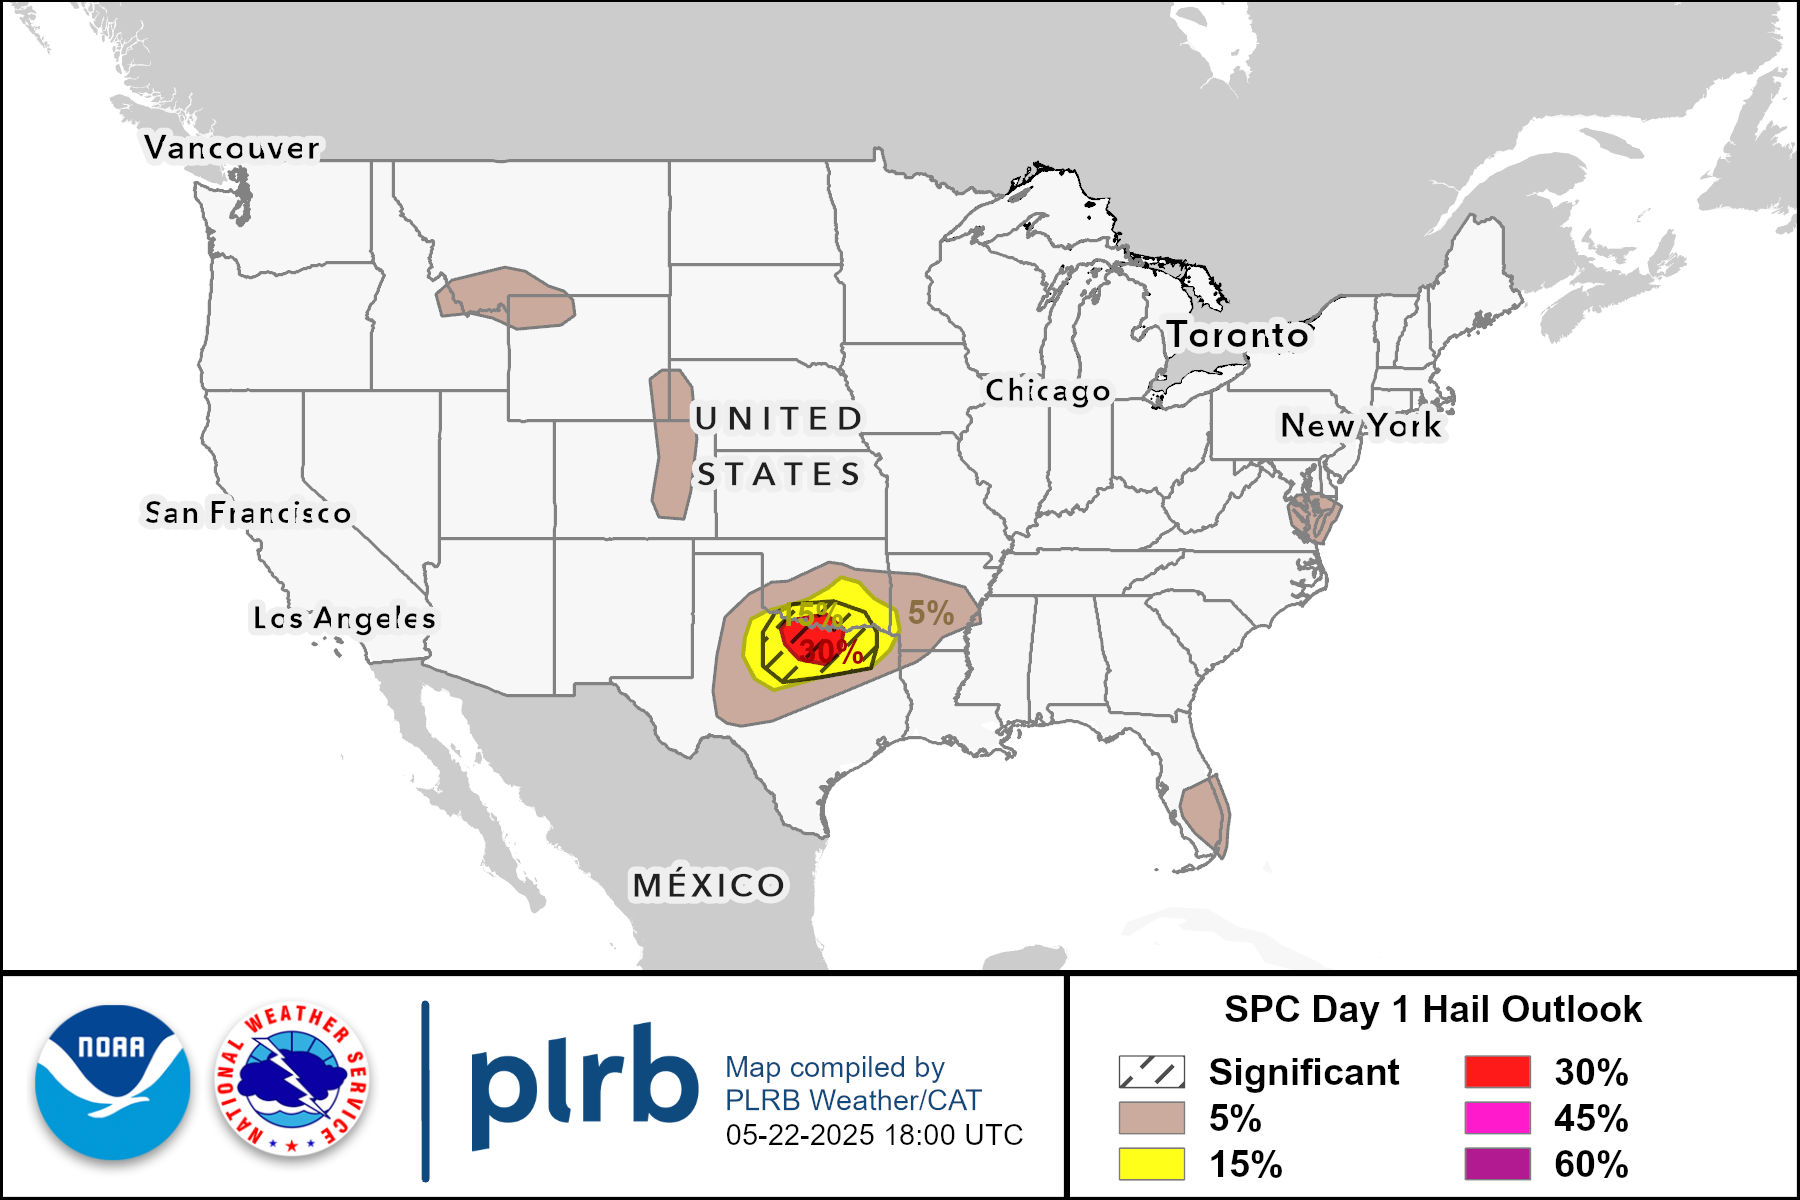 Vancouver
Toronto
Chicago
UNITED
New York
STATES
San Francisco
Los Angeles
15%
5%
30%
MÉXICO
NOAA
NATIONAL WEATHER SERVICE
plrb
Map compiled by
PLRB Weather/CAT
05-22-2025 18:00 UTC
SPC Day 1 Hail Outlook
Significant
30%
5%
45%
15%
60%